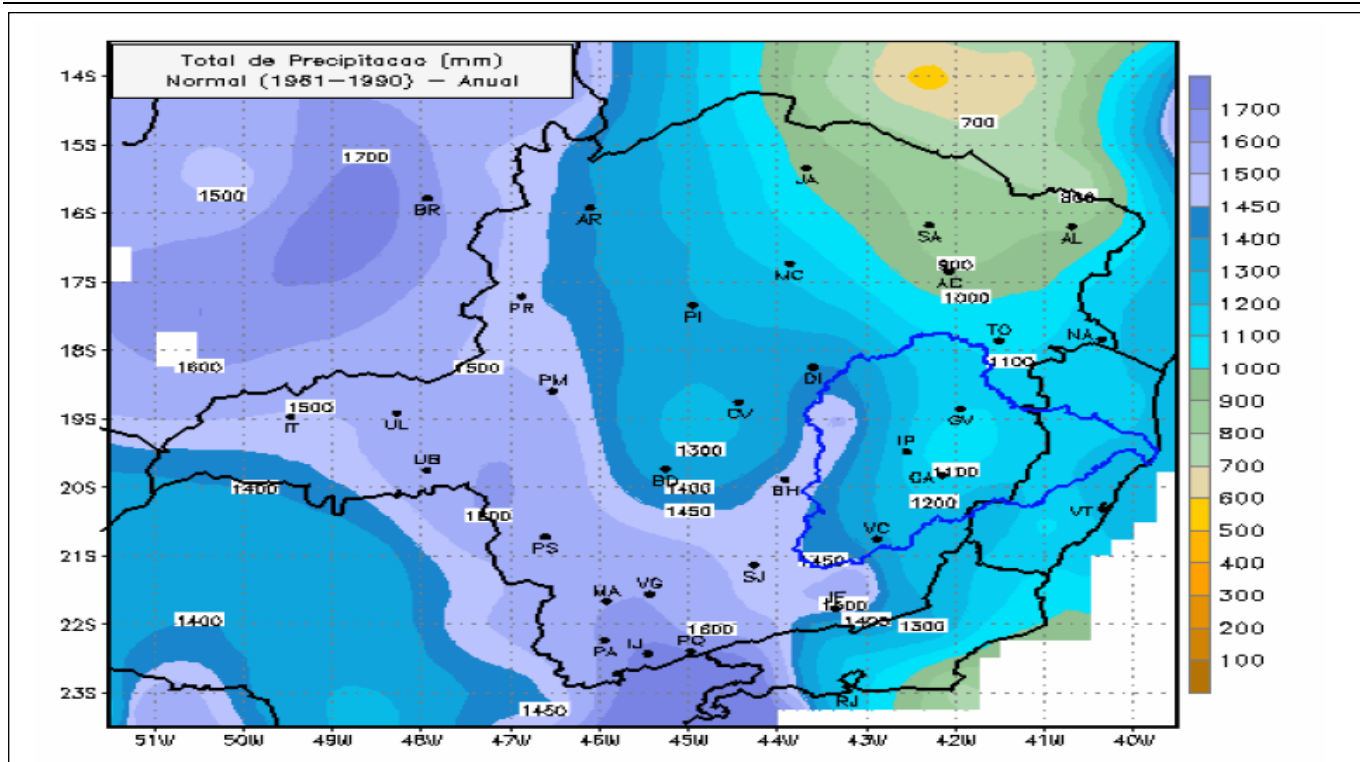 Total de Precipitacao (mm)
Normal (1961–1990) – Anual
14S
15S
16S
17S
18S
19S
20S
21S
22S
23S
51W
50W
49W
48W
47W
46W
45W
44W
43W
42W
41W
40W
1700
1600
1500
1450
1400
1300
1200
1100
1000
900
800
700
600
500
400
300
200
100
700
1700
1500
BR
JA
AR
SA
AL
MC
900
AC
1000
PR
PI
TO
NA
1100
1600
1500
PM
DI
1500
IT
UL
CV
GV
IP
1300
UB
BD
BH
1100
CA
1400
1400
1200
1450
VT
VC
PS
1450
SJ
MA
VG
JF
1400
1300
1400
1600
PA
IJ
PQ
1450
RJ